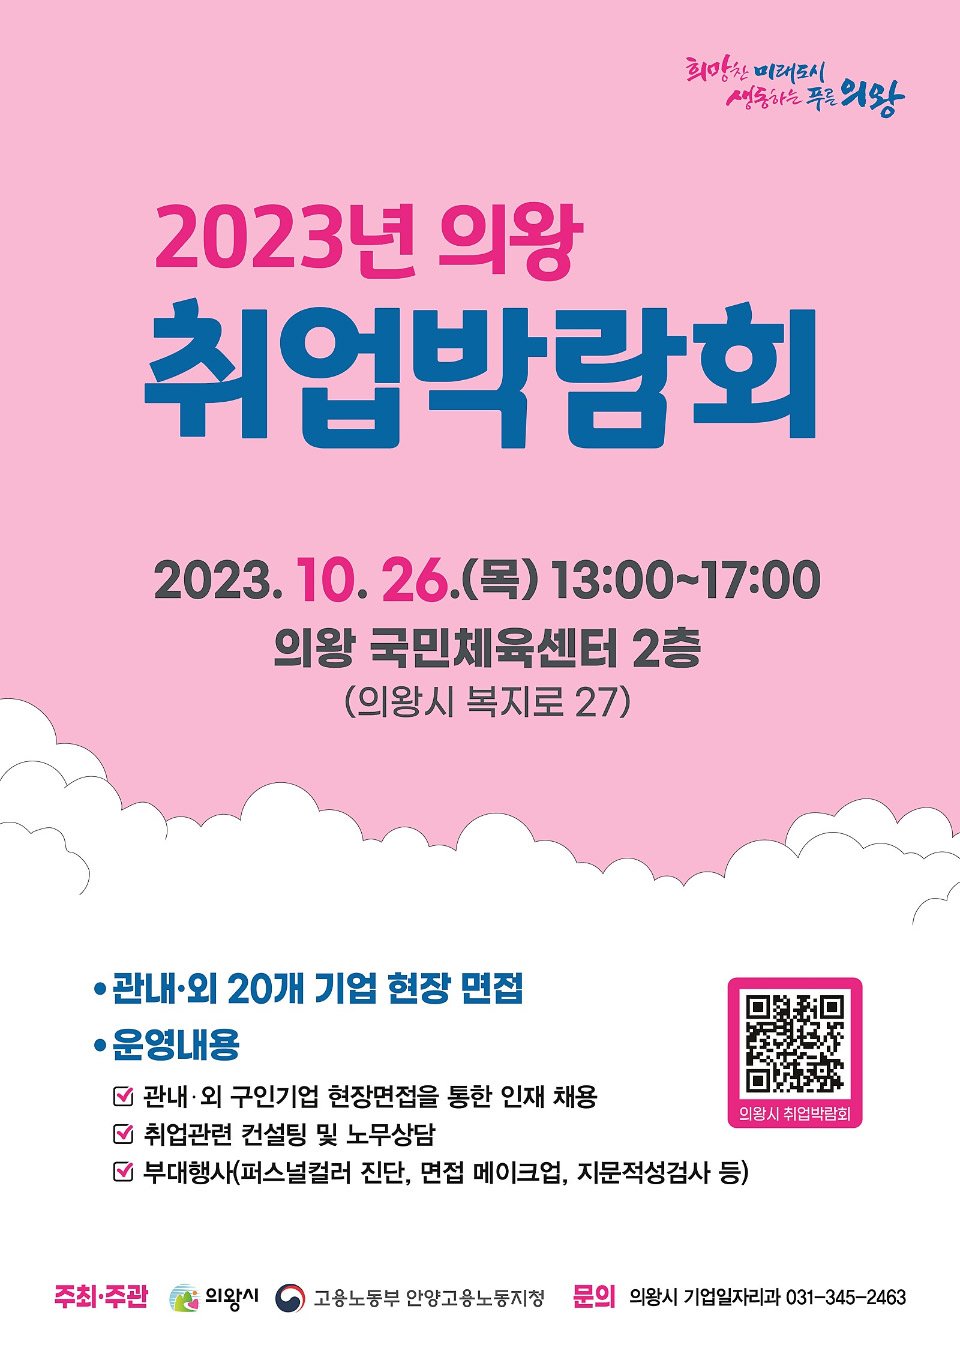 희망찬 미래도시
생동하는 푸른 의왕
2023년 의왕
취업박람회
2023. 10. 26.(목) 13:00~17:00
의왕 국민체육센터 2층
(의왕시 복지로 27)
• 관내·외 20개 기업 현장 면접
• 운영내용
관내·외 구인기업 현장면접을 통한 인재 채용
취업관련 컨설팅 및 노무상담
부대행사(퍼스널컬러 진단, 면접 메이크업, 지문적성검사 등)
의왕시 취업박람회
주최·주관 의왕시 고용노동부 안양고용노동지청 문의 의왕시 기업일자리과 031-345-2463